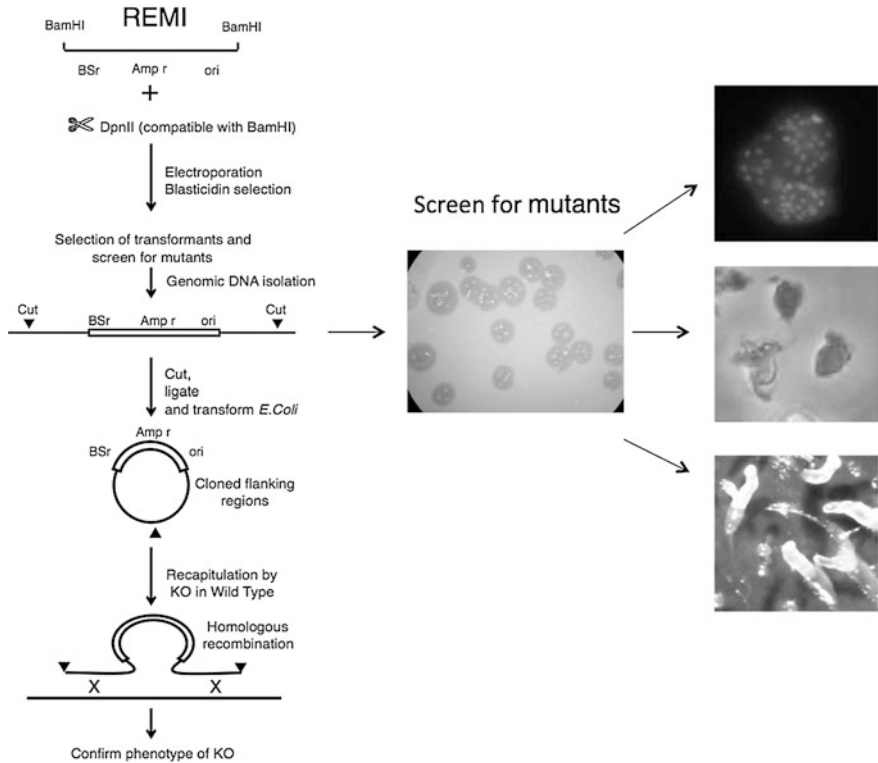 REMI
BamHI BamHI
BSr Amp r ori
+
DpnII (compatible with BamHI)
Electroporation
Blasticidin selection
Selection of transformants and
screen for mutants
Genomic DNA isolation
Cut Cut
BSr Amp r ori
Cut,
ligate
and transform E.Coli
Amp r
BSr ori
Cloned flanking
regions
Recapitulation by
KO in Wild Type
Homologous
recombination
X X
Confirm phenotype of KO
Screen for mutants